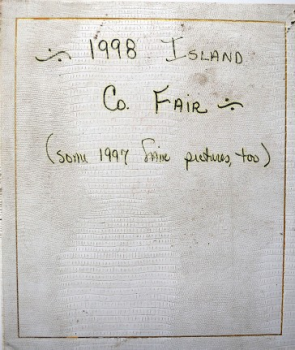 ~ 1998 ISLAND
Co. FAIR ~
(some 1997 Fair pictures, too)